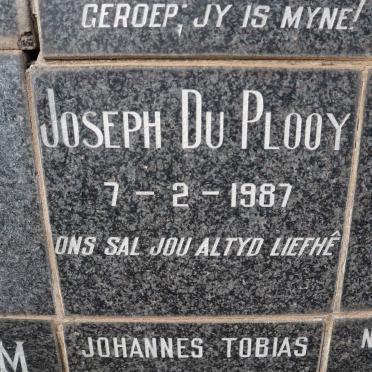 GEROEP; JY IS MYNE!
JOSEPH DU PLOOY
7 – 2 – 1987
ONS SAL JOU ALTYD LIEFHÊ
JOHANNES TOBIAS